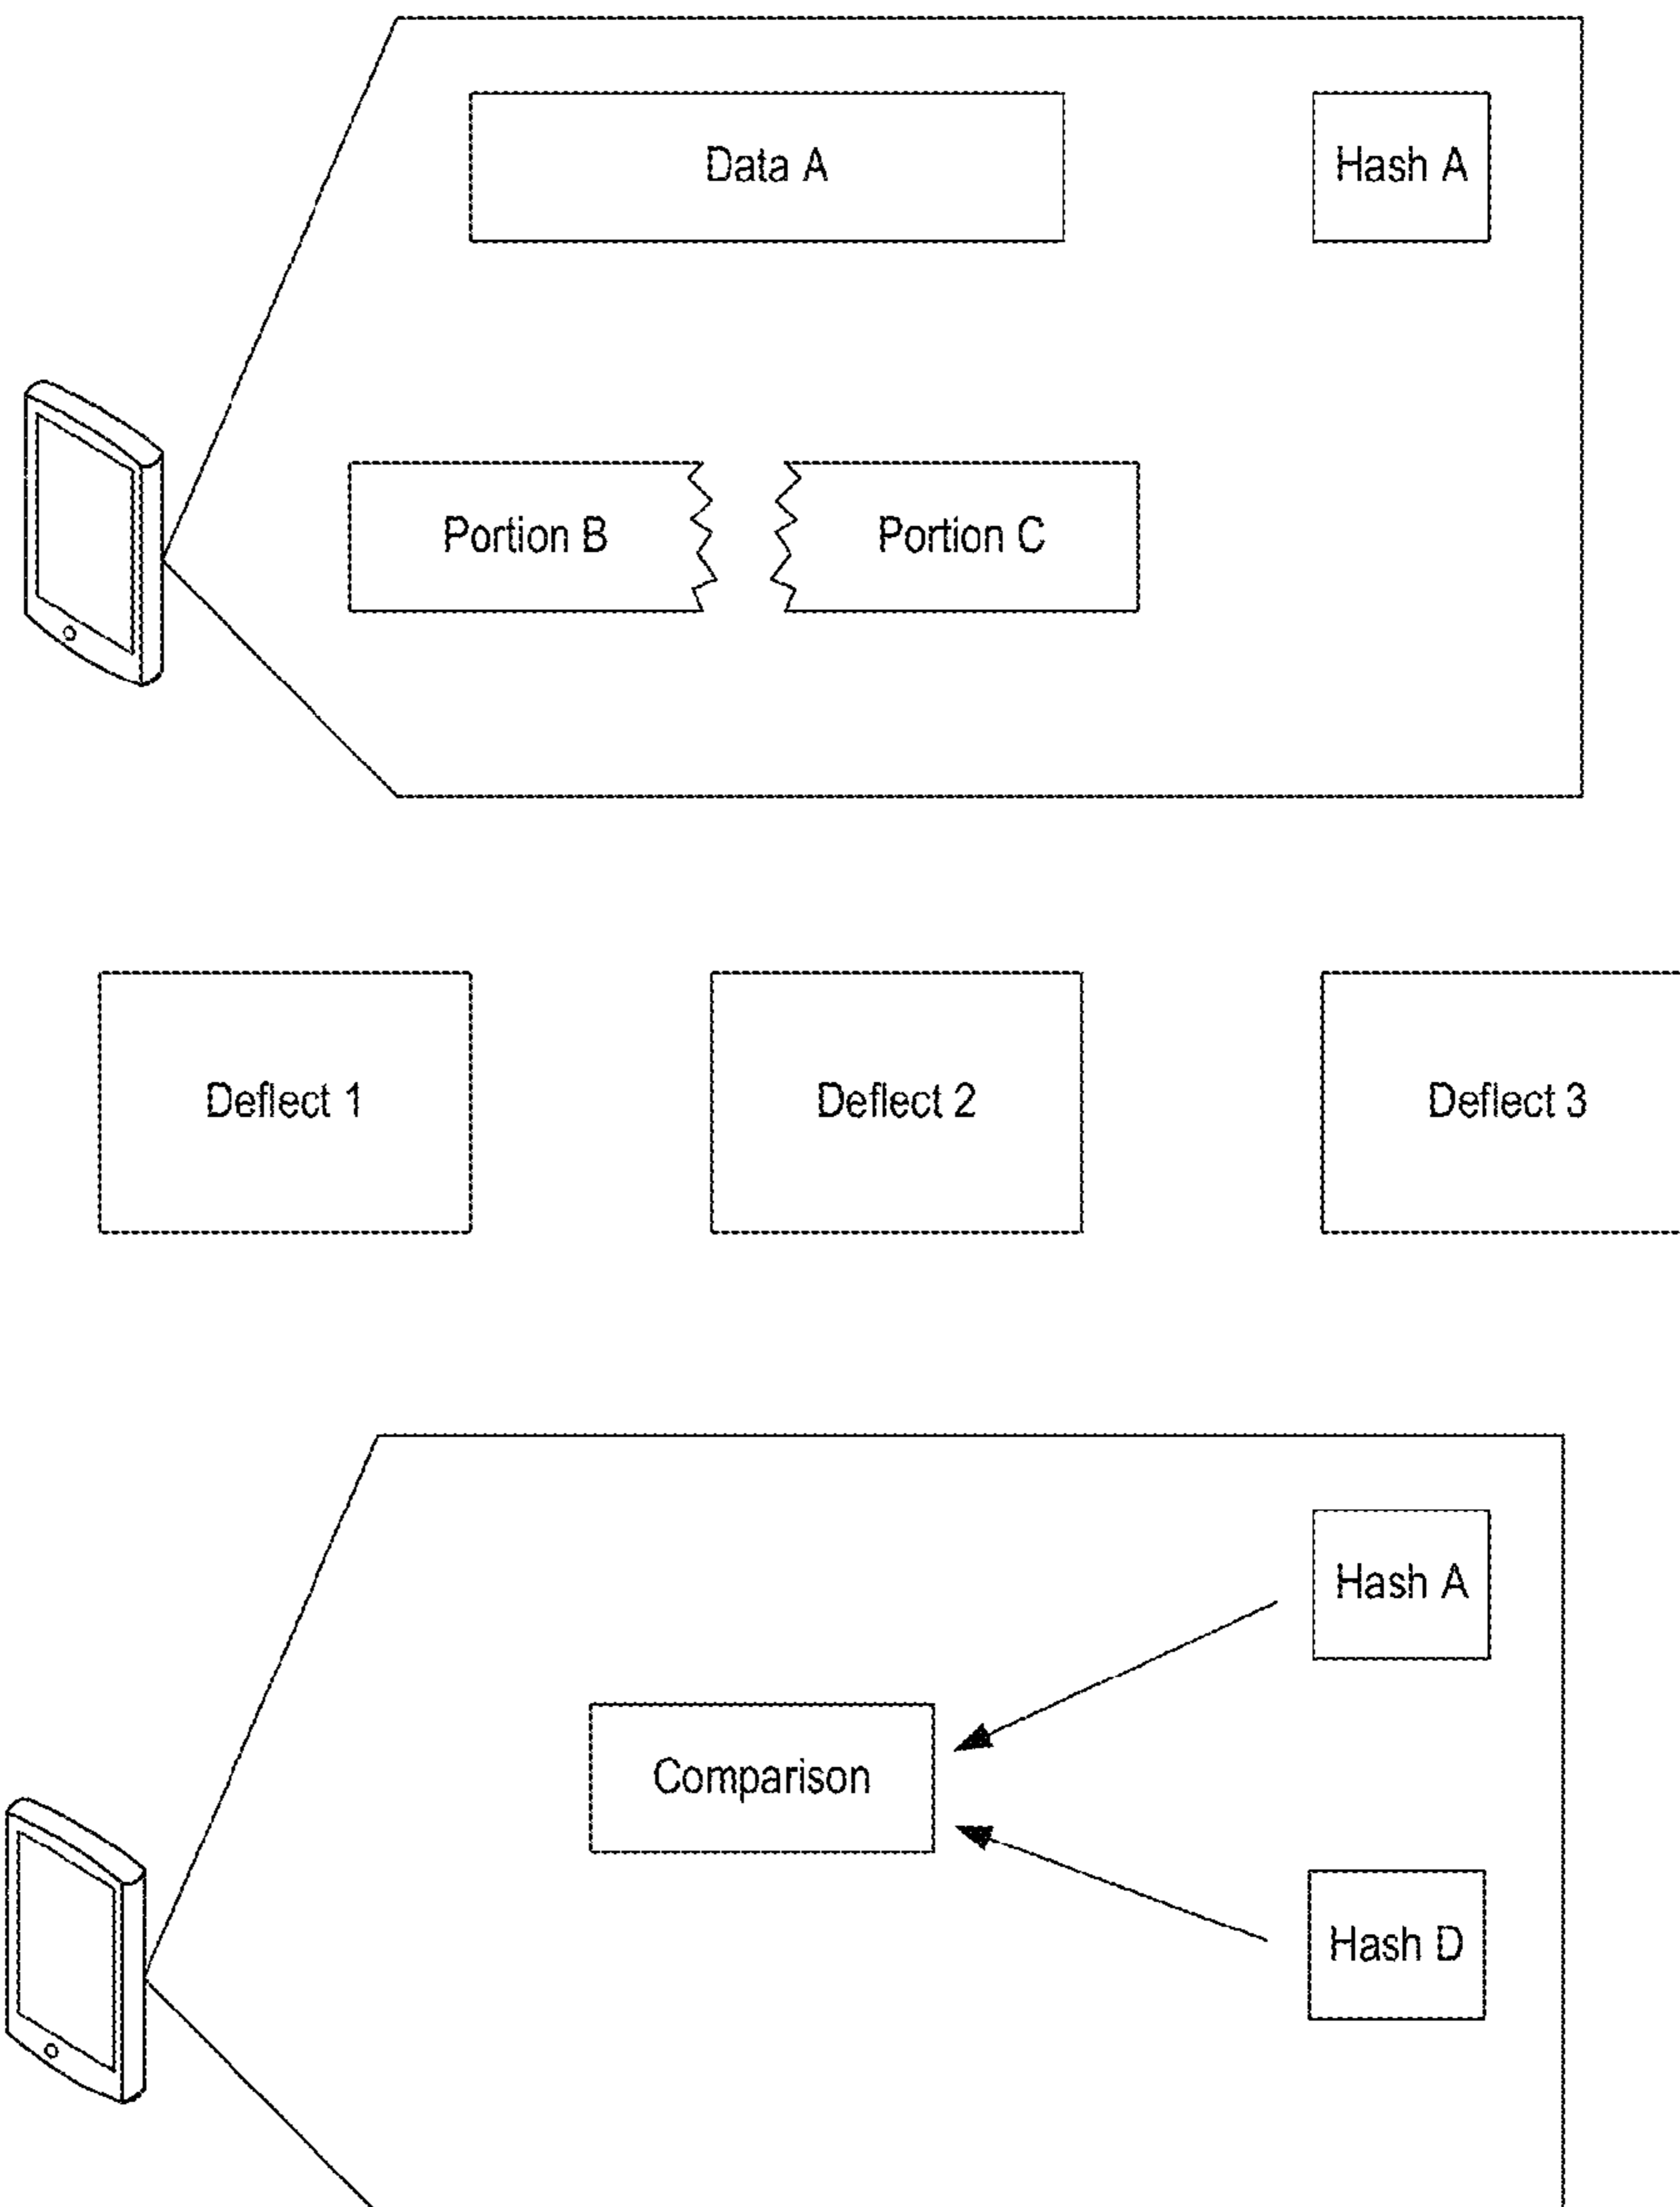 Data A
Hash A
Portion B
Portion C
Deflect 1
Deflect 2
Deflect 3
Hash A
Comparison
Hash D